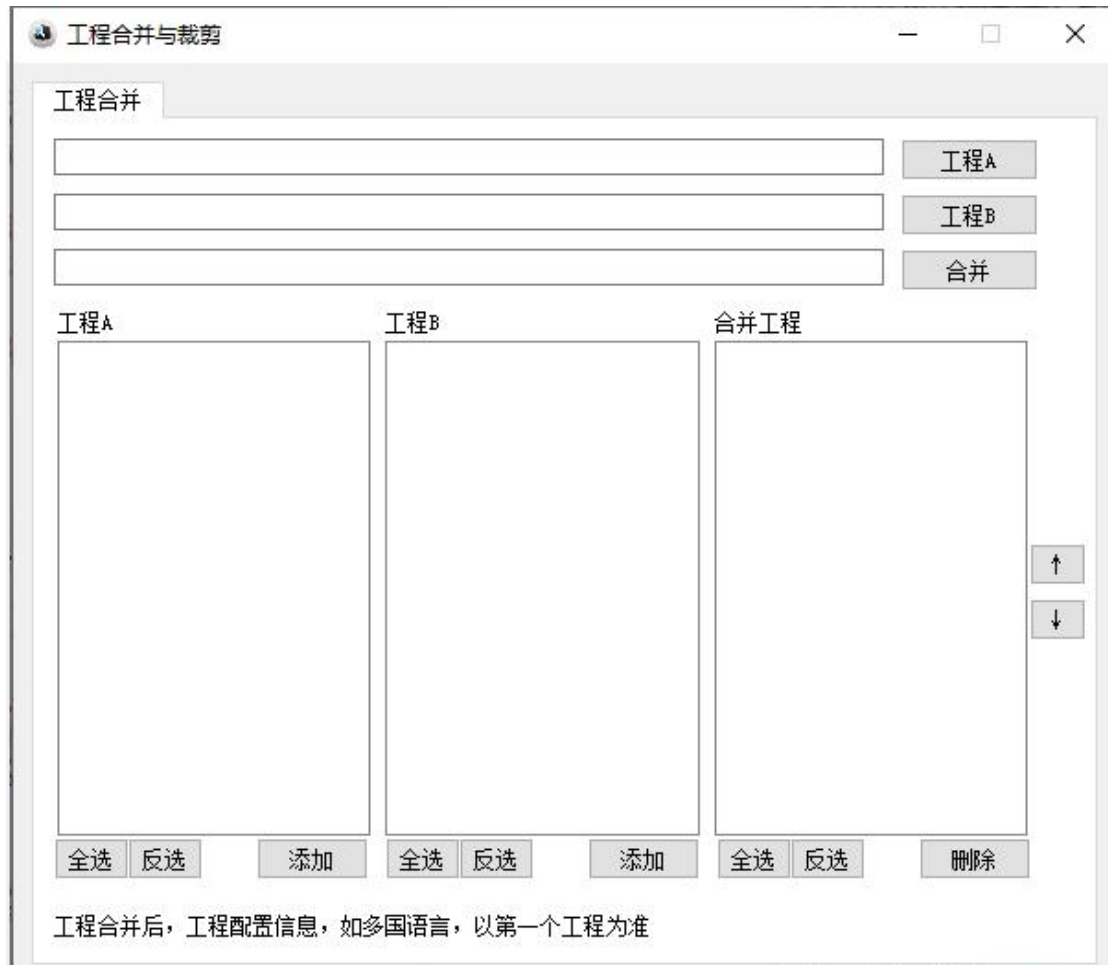 工程合并与裁剪
工程合并
工程A
工程B
合并
工程A 工程B 合并工程
↑
↓
全选 反选 添加 全选 反选 添加 全选 反选 删除
工程合并后，工程配置信息，如多国语言，以第一个工程为准